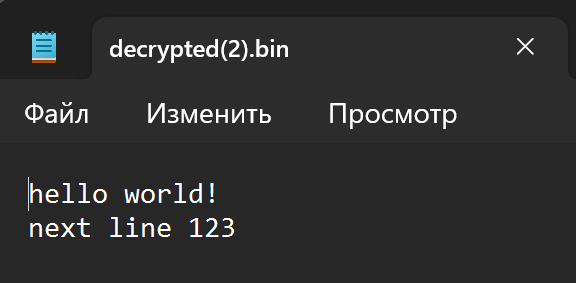 decrypted(2).bin
Файл Изменить Просмотр
hello world!
next line 123